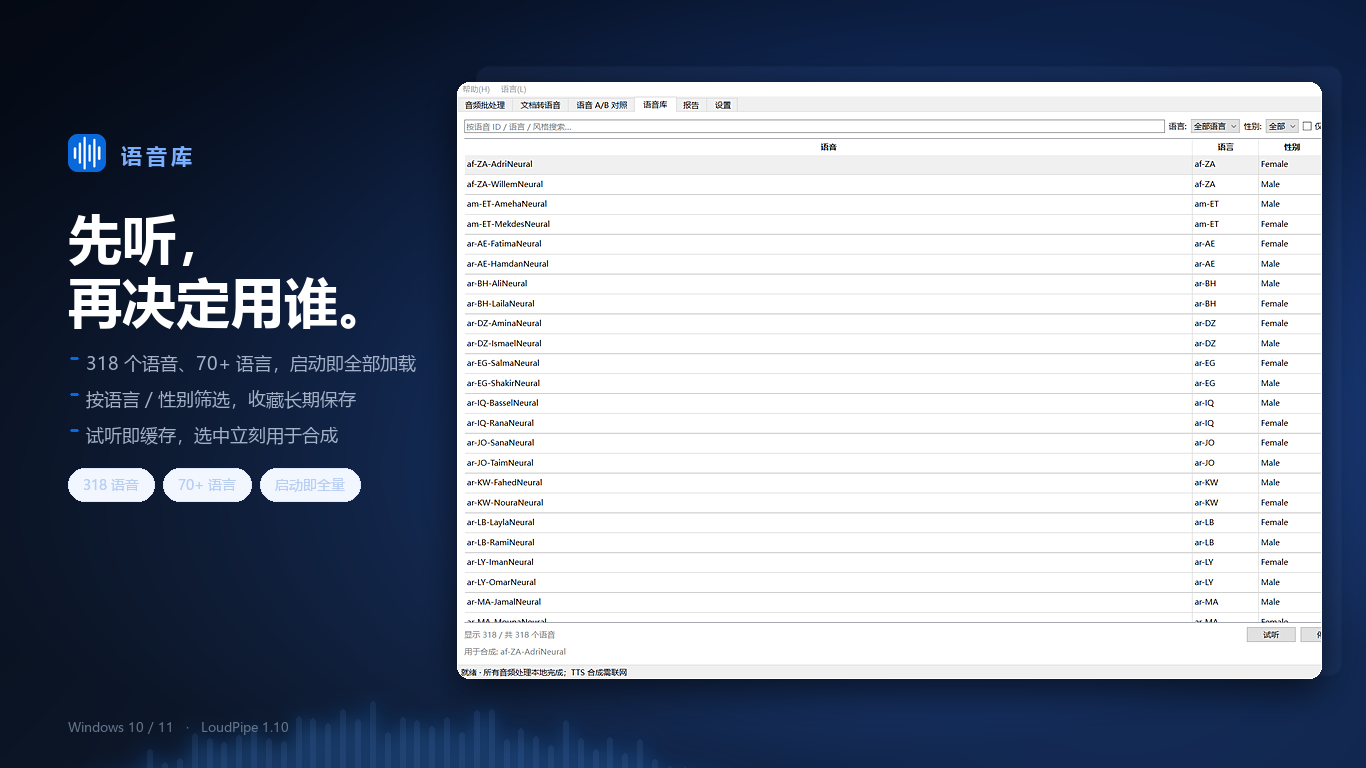 语音库
先听，
再决定用谁。
318 个语音、70+ 语言，启动即全部加载
按语言 / 性别筛选，收藏长期保存
试听即缓存，选中立刻用于合成
318 语音 70+ 语言 启动即全量
Windows 10 / 11 · LoudPipe 1.10
帮助(H) 语言(L)
音频批处理 文档转语音 语音 A/B 对照 语音库 报告 设置
按语音 ID / 语言 / 风格搜索... 语言: 全部语言 性别: 全部
语音 语言 性别
af-ZA-AdriNeural af-ZA Female
af-ZA-WillemNeural af-ZA Male
am-ET-AmehaNeural am-ET Male
am-ET-MekdesNeural am-ET Female
ar-AE-FatimaNeural ar-AE Female
ar-AE-HamdanNeural ar-AE Male
ar-BH-AliNeural ar-BH Male
ar-BH-LailaNeural ar-BH Female
ar-DZ-AminaNeural ar-DZ Female
ar-DZ-IsmaelNeural ar-DZ Male
ar-EG-SalmaNeural ar-EG Female
ar-EG-ShakirNeural ar-EG Male
ar-IQ-BasselNeural ar-IQ Male
ar-IQ-RanaNeural ar-IQ Female
ar-JO-SanaNeural ar-JO Female
ar-JO-TaimNeural ar-JO Male
ar-KW-FahedNeural ar-KW Male
ar-KW-NouraNeural ar-KW Female
ar-LB-LaylaNeural ar-LB Female
ar-LB-RamiNeural ar-LB Male
ar-LY-ImanNeural ar-LY Female
ar-LY-OmarNeural ar-LY Male
ar-MA-JamalNeural ar-MA Male
ar-MA-MounaNeural ar-MA Female
显示 318 / 共 318 个语音 试听
用于合成: af-ZA-AdriNeural
就绪 - 所有音频处理本地完成；TTS 合成需联网